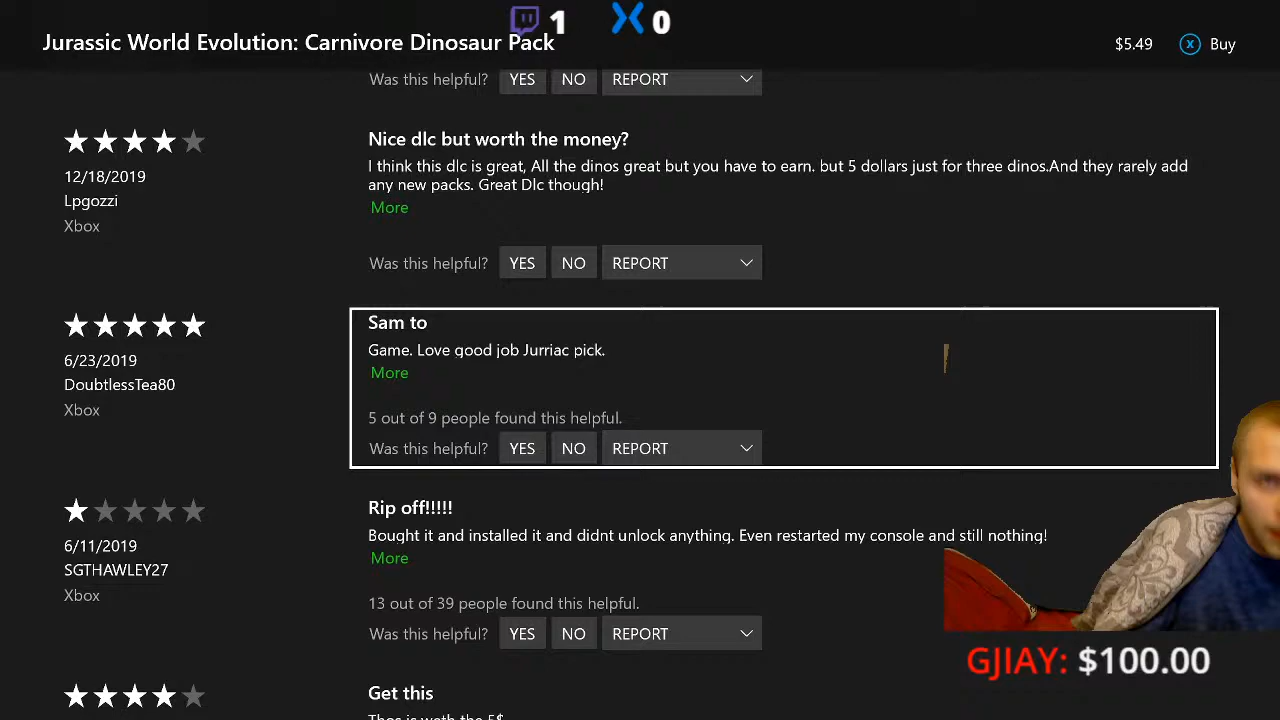 1 0
Jurassic World Evolution: Carnivore Dinosaur Pack
$5.49 X Buy
Was this helpful? YES NO REPORT
Nice dlc but worth the money?
12/18/2019
Lpgozzi
Xbox
I think this dlc is great, All the dinos great but you have to earn. but 5 dollars just for three dinos.And they rarely add
any new packs. Great Dlc though!
More
Was this helpful? YES NO REPORT
Sam to
6/23/2019
DoubtlessTea80
Xbox
Game. Love good job Jurriac pick.
More
5 out of 9 people found this helpful.
Was this helpful? YES NO REPORT
Rip off!!!!!
6/11/2019
SGTHAWLEY27
Xbox
Bought it and installed it and didnt unlock anything. Even restarted my console and still nothing!
More
13 out of 39 people found this helpful.
Was this helpful? YES NO REPORT
GJIAY: $100.00
Get this
Thos is woth the 5$